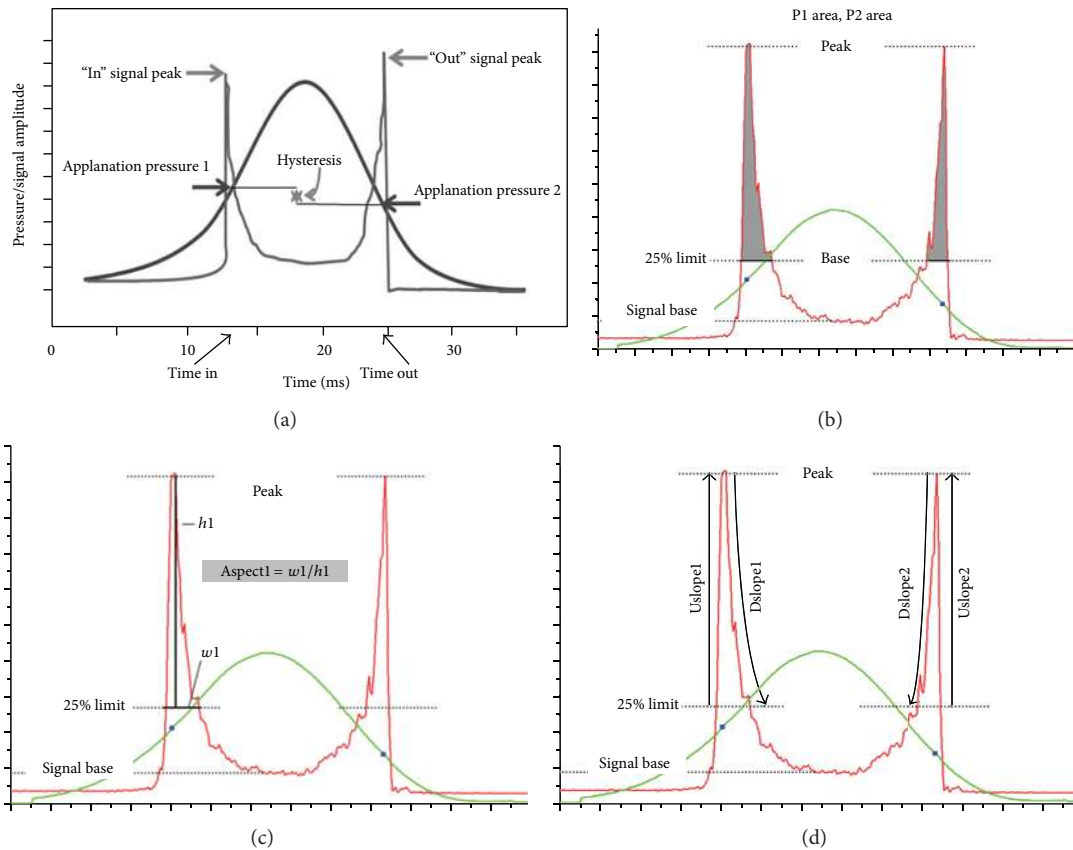 (a)
Pressure/signal amplitude
“In” signal peak
“Out” signal peak
Applanation pressure 1
Hysteresis
Applanation pressure 2
0 10 20 30
Time in
Time (ms)
Time out
P1 area, P2 area
Peak
25% limit
Base
Signal base
(b)
Peak
h1
Aspect1 = w1/h1
w1
25% limit
Signal base
(c)
Peak
Uslope1
Dslope1
Dslope2
Uslope2
25% limit
Signal base
(d)